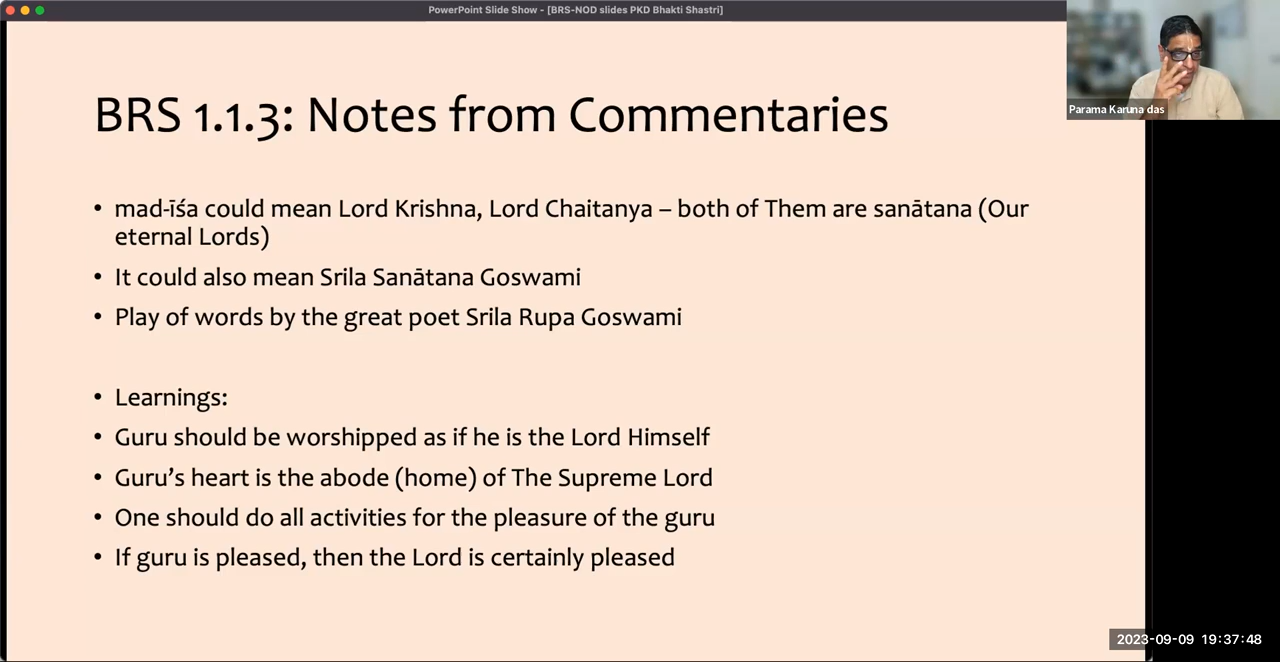 PowerPoint Slide Show - [BRS-NOD slides PKD Bhakti Shastri]
Parama Karuna das
BRS 1.1.3: Notes from Commentaries
• mad-īśa could mean Lord Krishna, Lord Chaitanya – both of Them are sanātana (Our
eternal Lords)
• It could also mean Srila Sanātana Goswami
• Play of words by the great poet Srila Rupa Goswami
• Learnings:
• Guru should be worshipped as if he is the Lord Himself
• Guru’s heart is the abode (home) of The Supreme Lord
• One should do all activities for the pleasure of the guru
• If guru is pleased, then the Lord is certainly pleased
2023-09-09 19:37:48